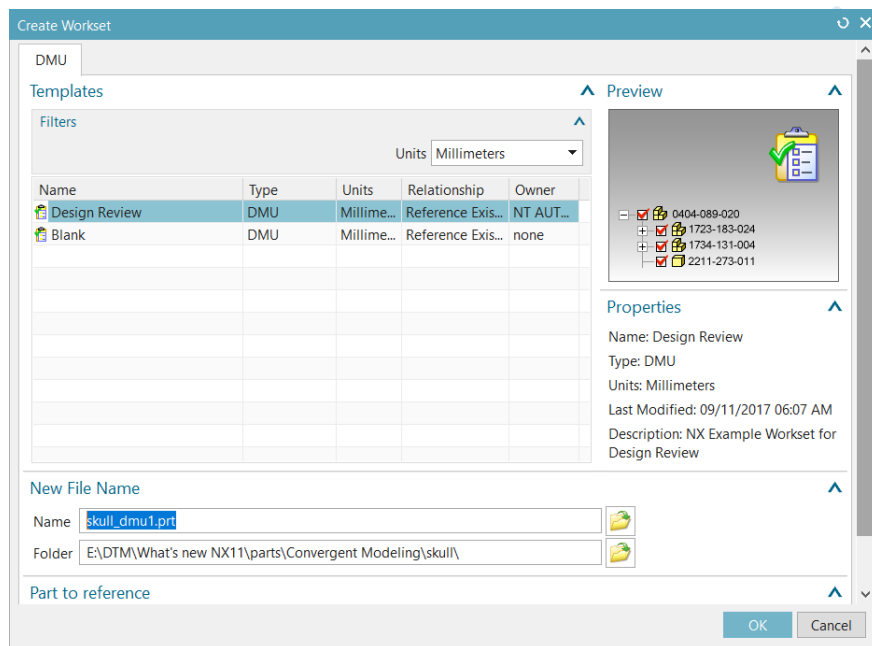 Create Workset
DMU
Templates
Filters
Units Millimeters
Name Type Units Relationship Owner
Design Review DMU Millime... Reference Exis... NT AUT...
Blank DMU Millime... Reference Exis... none
Preview
0404-089-020
1723-183-024
1734-131-004
2211-273-011
Properties
Name: Design Review
Type: DMU
Units: Millimeters
Last Modified: 09/11/2017 06:07 AM
Description: NX Example Workset for
Design Review
New File Name
Name skull_dmu1.prt
Folder E:\DTM\What's new NX11\parts\Convergent Modeling\skull\
Part to reference
OK Cancel